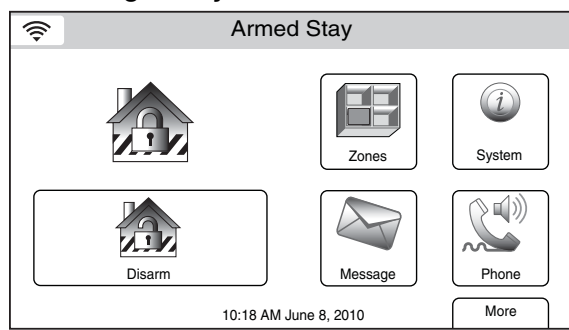 Armed Stay
Zones
System
Disarm
Message
Phone
10:18 AM June 8, 2010
More